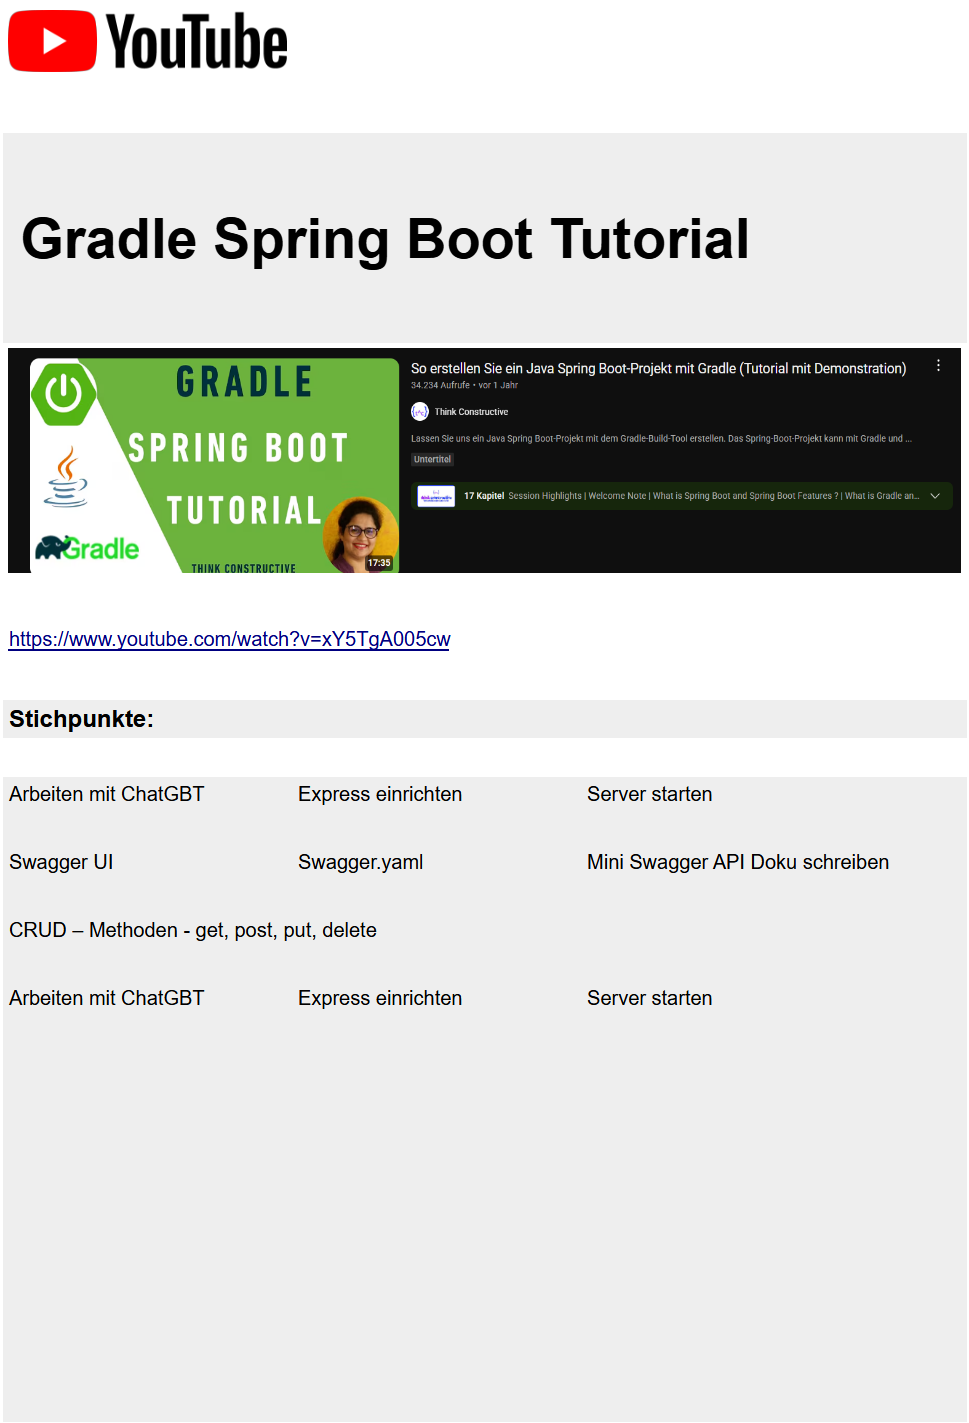 YouTube
Gradle Spring Boot Tutorial
GRADLE
SPRING BOOT
TUTORIAL
Gradle
THINK CONSTRUCTIVE
17:35
So erstellen Sie ein Java Spring Boot-Projekt mit Gradle (Tutorial mit Demonstration)
34.234 Aufrufe • vor 1 Jahr
Think Constructive
Lassen Sie uns ein Java Spring Boot-Projekt mit dem Gradle-Build-Tool erstellen. Das Spring-Boot-Projekt kann mit Gradle und ...
Untertitel
17 Kapitel Session Highlights | Welcome Note | What is Spring Boot and Spring Boot Features ? | What is Gradle an...
https://www.youtube.com/watch?v=xY5TgA005cw
Stichpunkte:
Arbeiten mit ChatGBT Express einrichten Server starten
Swagger UI Swagger.yaml Mini Swagger API Doku schreiben
CRUD – Methoden - get, post, put, delete
Arbeiten mit ChatGBT Express einrichten Server starten